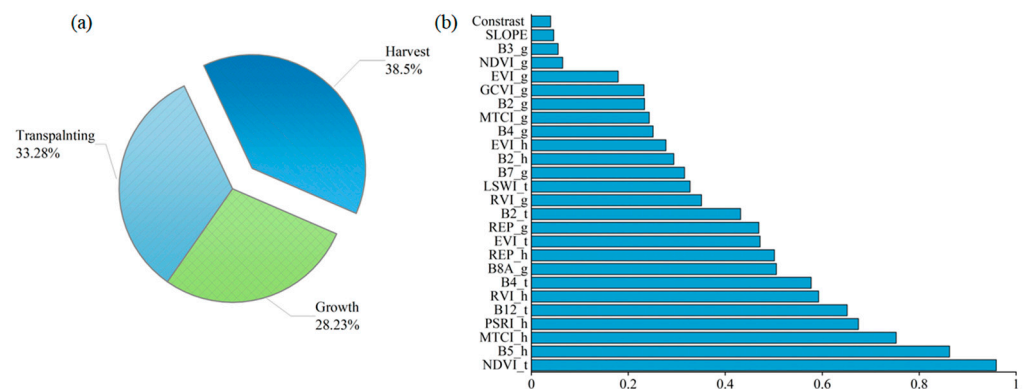 (a)
Harvest
38.5%
Transpalnting
33.28%
Growth
28.23%
(b)
Constrast
SLOPE
B3_g
NDVI_g
EVI_g
GCVI_g
B2_g
MTCI_g
B4_g
EVI_h
B2_h
B7_g
LSWI_t
RVI_g
B2_t
REP_g
EVI_t
REP_h
B8A_g
B4_t
RVI_h
B12_t
PSRI_h
MTCI_h
B5_h
NDVI_t
0 0.2 0.4 0.6 0.8